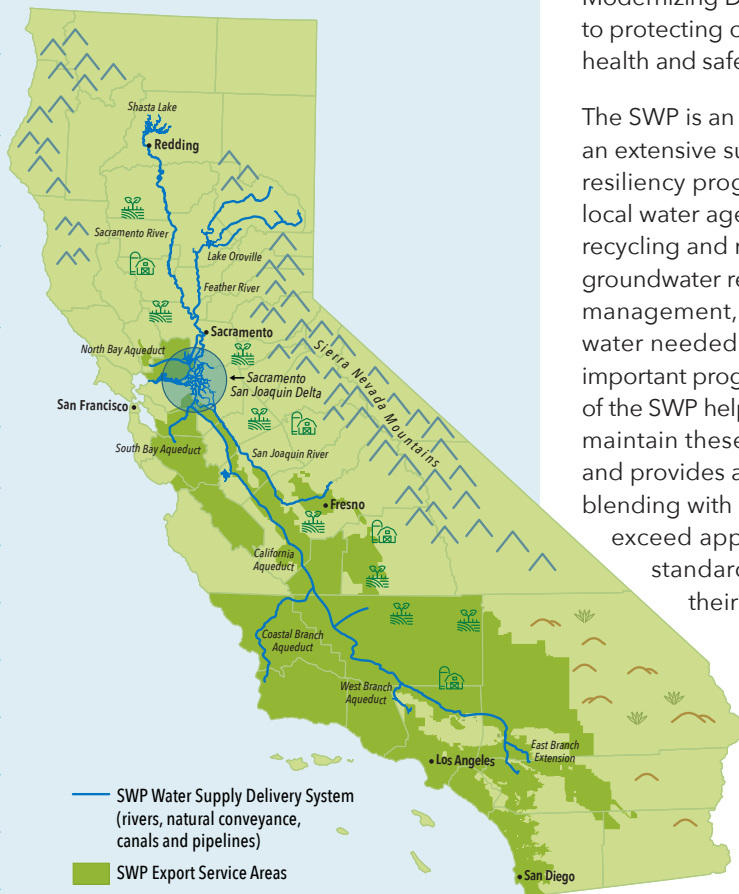 Shasta Lake
Redding
Sacramento River
Lake Oroville
Feather River
Sacramento
North Bay Aqueduct
Sacramento
San Joaquin Delta
Sierra Nevada Mountains
San Francisco
South Bay Aqueduct
San Joaquin River
Fresno
California
Aqueduct
Coastal Branch
Aqueduct
West Branch
Aqueduct
East Branch
Extension
Los Angeles
San Diego
SWP Water Supply Delivery System
(rivers, natural conveyance,
canals and pipelines)
SWP Export Service Areas
to protecting
health and safe
The SWP is an
an extensive su
resiliency prog
local water age
recycling and
groundwater re
management,
water needed
important prog
of the SWP help
maintain these
and provides a
blending with
exceed app
standard
their